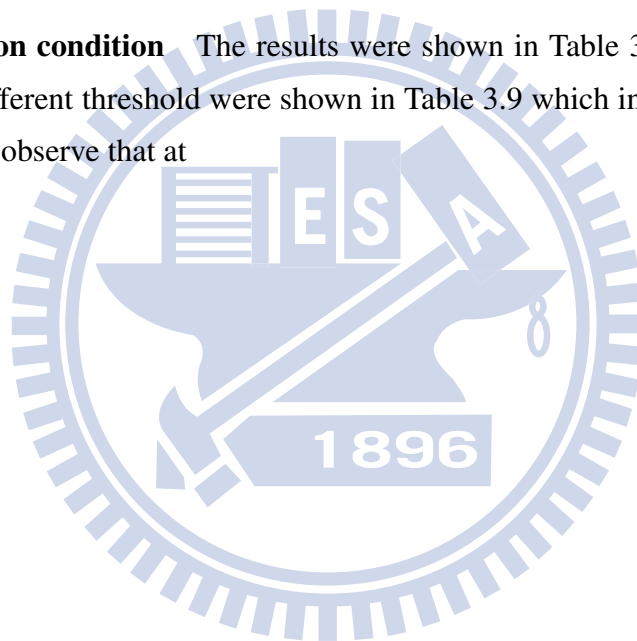 on condition The results were shown in Table 3
fferent threshold were shown in Table 3.9 which in
observe that at
E S A
1896